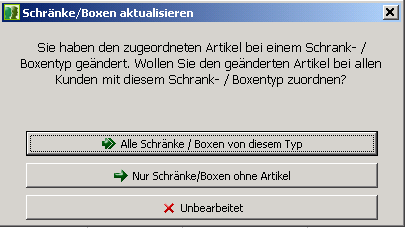 Schränke/Boxen aktualisieren
Sie haben den zugeordneten Artikel bei einem Schrank- /
Boxentyp geändert. Wollen Sie den geänderten Artikel bei allen
Kunden mit diesem Schrank- / Boxentyp zuordnen?
Alle Schränke / Boxen von diesem Typ
Nur Schränke/Boxen ohne Artikel
Unbearbeitet